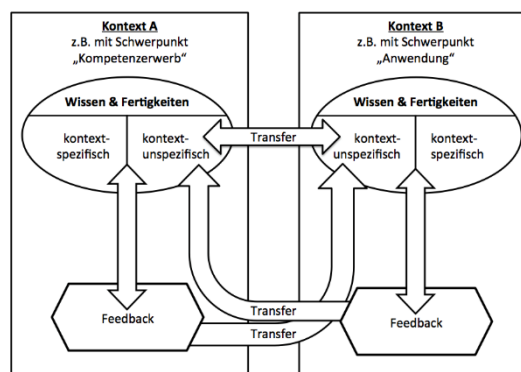 Kontext A
z.B. mit Schwerpunkt
„Kompetenzerwerb“
Wissen & Fertigkeiten
kontext-
spezifisch
kontext-
unspezifisch
Transfer
Kontext B
z.B. mit Schwerpunkt
„Anwendung“
Wissen & Fertigkeiten
kontext-
unspezifisch
kontext-
spezifisch
Feedback
Transfer
Transfer
Feedback